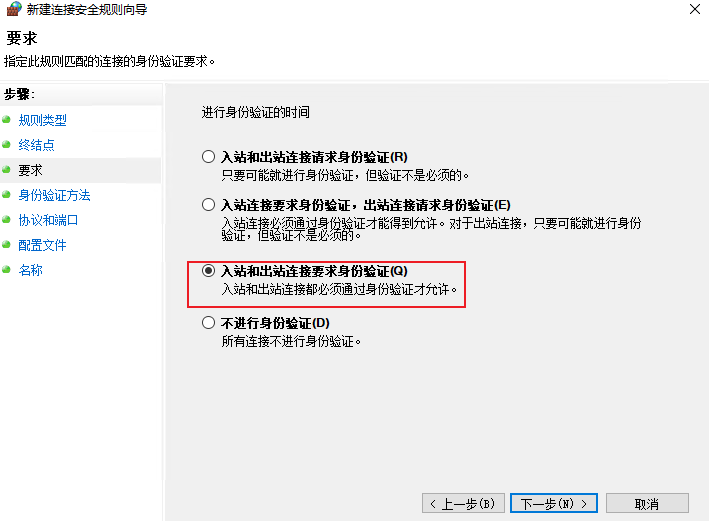 新建连接安全规则向导
要求
指定此规则匹配的连接的身份验证要求。
步骤:
规则类型
终结点
要求
身份验证方法
协议和端口
配置文件
名称
进行身份验证的时间
入站和出站连接请求身份验证(R)
只要可能就进行身份验证，但验证不是必须的。
入站连接要求身份验证，出站连接请求身份验证(E)
入站连接必须通过身份验证才能得到允许。对于出站连接，只要可能就进行身份
验证，但验证不是必须的。
入站和出站连接要求身份验证(Q)
入站和出站连接都必须通过身份验证才允许。
不进行身份验证(D)
所有连接不进行身份验证。
< 上一步(B)
下一步(N) >
取消